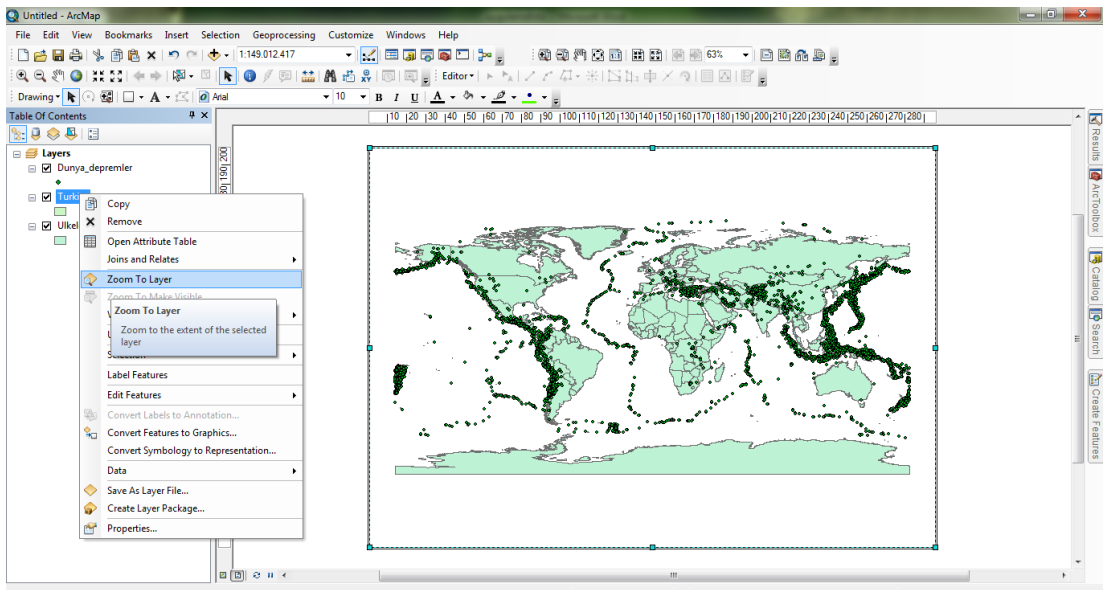 Untitled - ArcMap
File Edit View Bookmarks Insert Selection Geoprocessing Customize Windows Help
1:149.012.417
63%
Editor
Drawing A Arial 10 B I U A
Table Of Contents
Layers
Dunya_depremler
Turki
Ulkel
Copy
Remove
Open Attribute Table
Joins and Relates
Zoom To Layer
Zoom To Make Visible
Zoom To Layer
Zoom to the extent of the selected
layer
Selection
Label Features
Edit Features
Convert Labels to Annotation...
Convert Features to Graphics...
Convert Symbology to Representation...
Data
Save As Layer File...
Create Layer Package...
Properties...
10 20 30 40 50 60 70 80 90 100 110 120 130 140 150 160 170 180 190 200 210 220 230 240 250 260 270 280
200
190
Results
ArcToolbox
Catalog
Search
Create Features